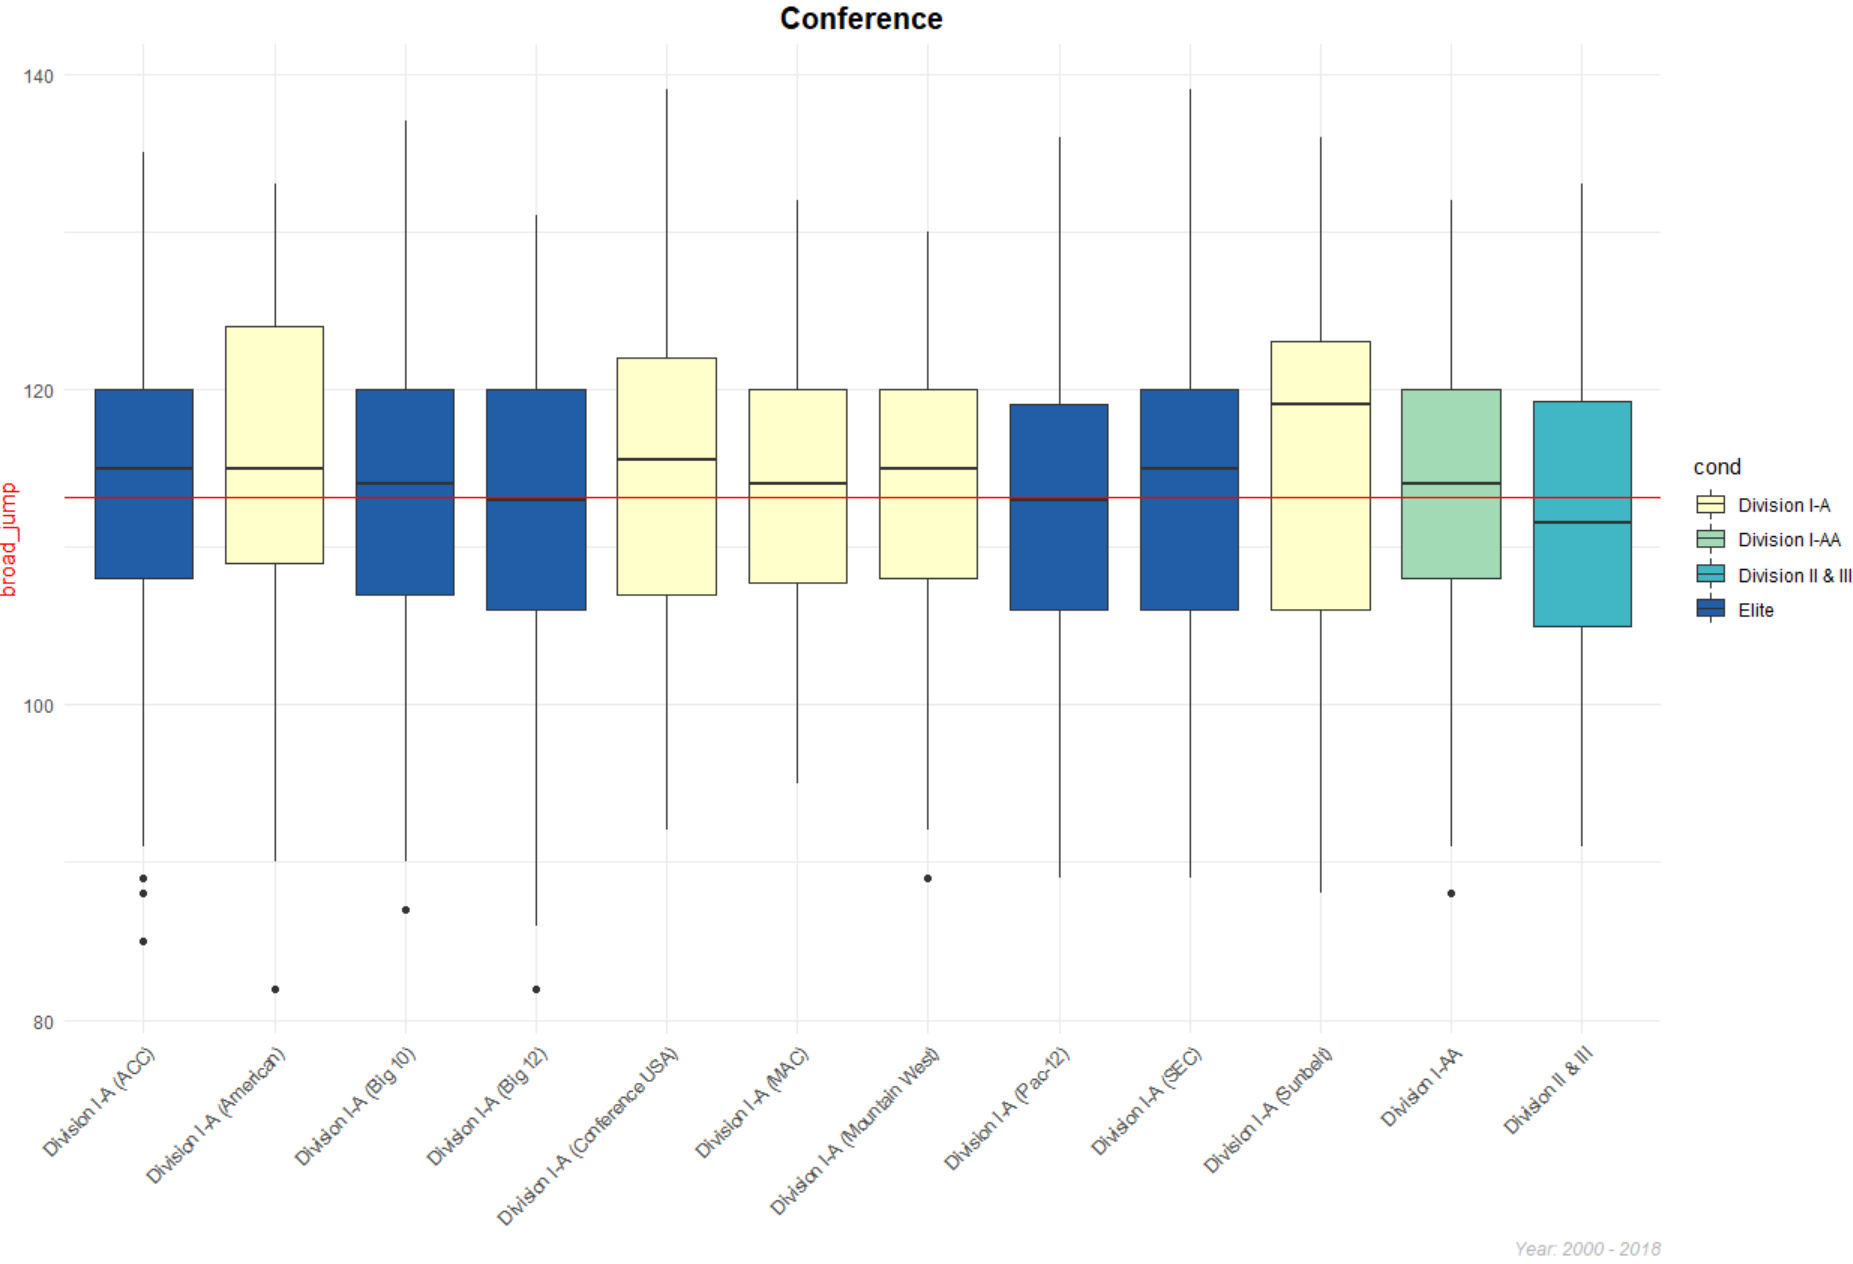 Conference
140
120
100
80
broad_jump
Division I-A (ACC)
Division I-A (American)
Division I-A (Big 10)
Division I-A (Big 12)
Division I-A (Conference USA)
Division I-A (MAC)
Division I-A (Mountain West)
Division I-A (Pac-12)
Division I-A (SEC)
Division I-A (Sunbelt)
Division I-AA
Division II & III
cond
Division I-A
Division I-AA
Division II & III
Elite
Year: 2000 - 2018